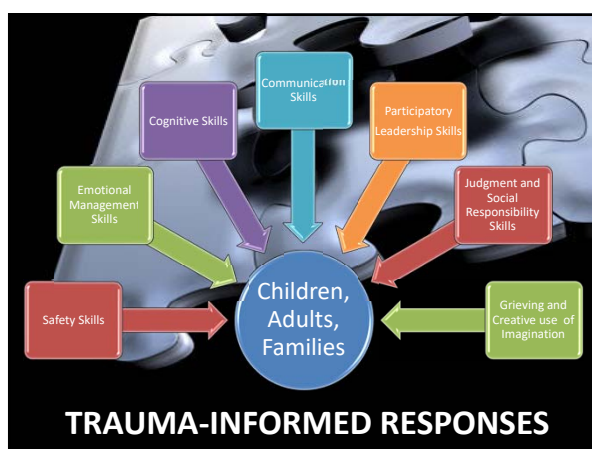 Safety Skills
Emotional
Management
Skills
Cognitive Skills
Communication
Skills
Participatory
Leadership Skills
Judgment and
Social
Responsibility
Skills
Grieving and
Creative use of
Imagination
Children,
Adults,
Families
TRAUMA-INFORMED RESPONSES